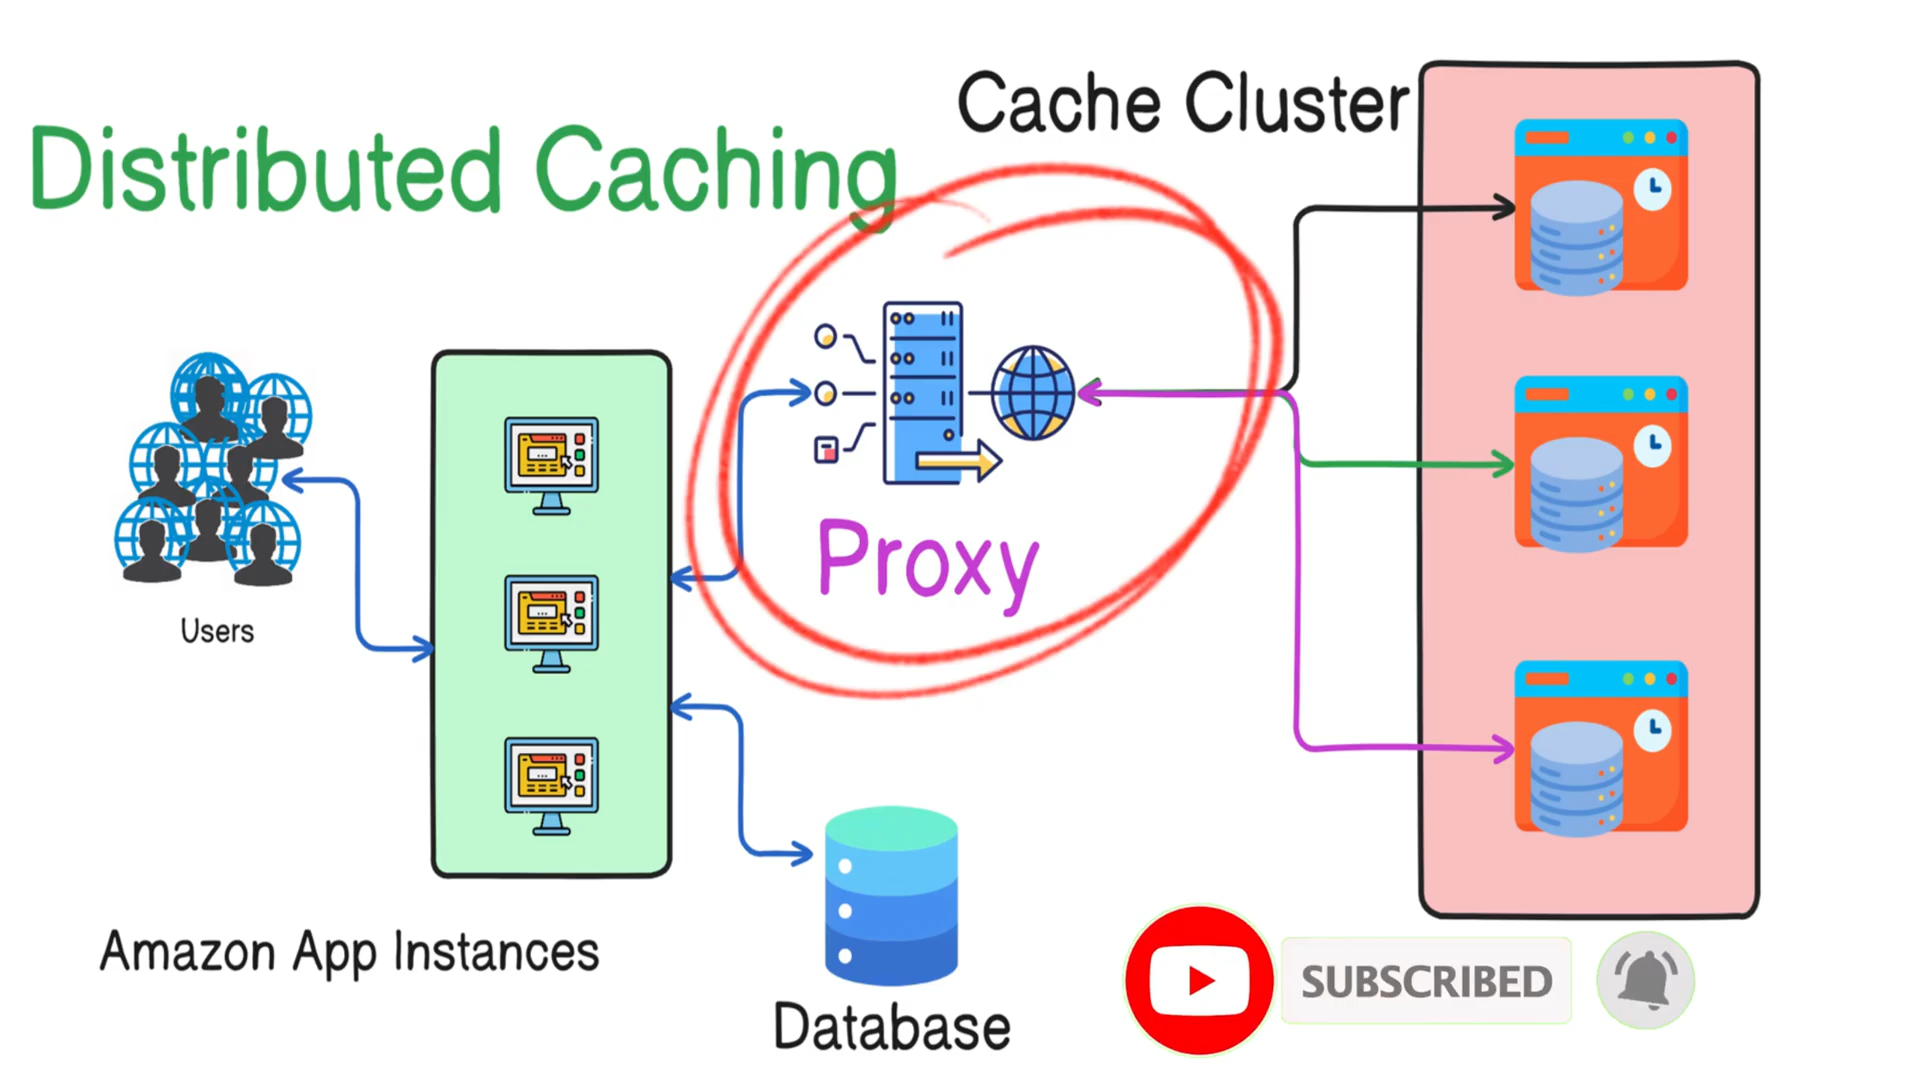 Distributed Caching
Cache Cluster
Proxy
Users
Amazon App Instances
Database
SUBSCRIBED